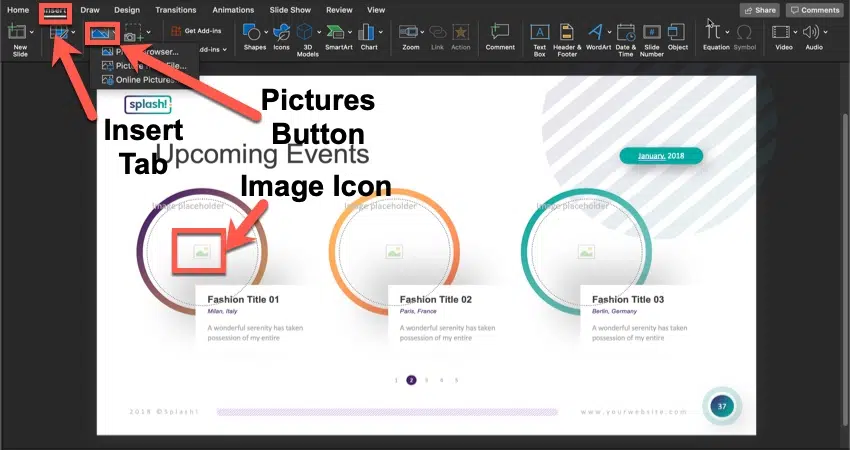 Home Insert Draw Design Transitions Animations Slide Show Review View Share Comments
New Slide
Get Add-ins
Add-ins
Shapes Icons 3D Models SmartArt Chart Zoom Link Action Comment Text Box Header & Footer WordArt Date & Time Slide Number Object Equation Symbol Video Audio
Online Pictures
splash!
Insert Tab
Pictures Button
Upcoming Events
January, 2018
Image Icon
Image placeholder Image placeholder Image placeholder
Fashion Title 01
Milan, Italy
A wonderful serenity has taken
possession of my entire
Fashion Title 02
Paris, France
A wonderful serenity has taken
possession of my entire
Fashion Title 03
Berlin, Germany
A wonderful serenity has taken
possession of my entire
1 2 3 4 5
2018 ©Splash!
www.yourwebsite.com
37